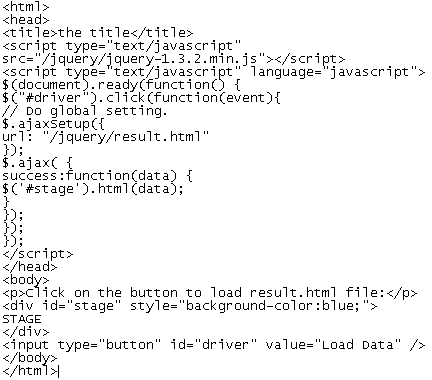 <html>
<head>
<title>the title</title>
<script type="text/javascript"
src="/jquery/jquery-1.3.2.min.js"></script>
<script type="text/javascript" language="javascript">
$(document).ready(function() {
$("#driver").click(function(event){
// Do global setting.
$.ajaxSetup({
url: "/jquery/result.html"
});
$.ajax( {
success:function(data) {
$('#stage').html(data);
}
});
});
});
</script>
</head>
<body>
<p>Click on the button to load result.html file:</p>
<div id="stage" style="background-color:blue;">
STAGE
</div>
<input type="button" id="driver" value="Load Data" />
</body>
</html>